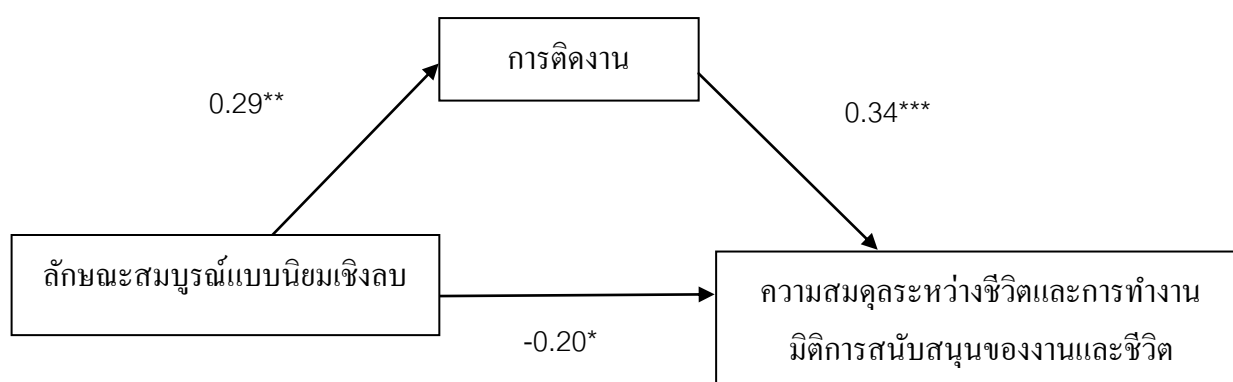 การติดงาน
0.29**
0.34***
ลักษณะสมบูรณ์แบบนิยมเชิงลบ
ความสมดุลระหว่างชีวิตและการทำงาน
มิติการสนับสนุนของงานและชีวิต
-0.20*